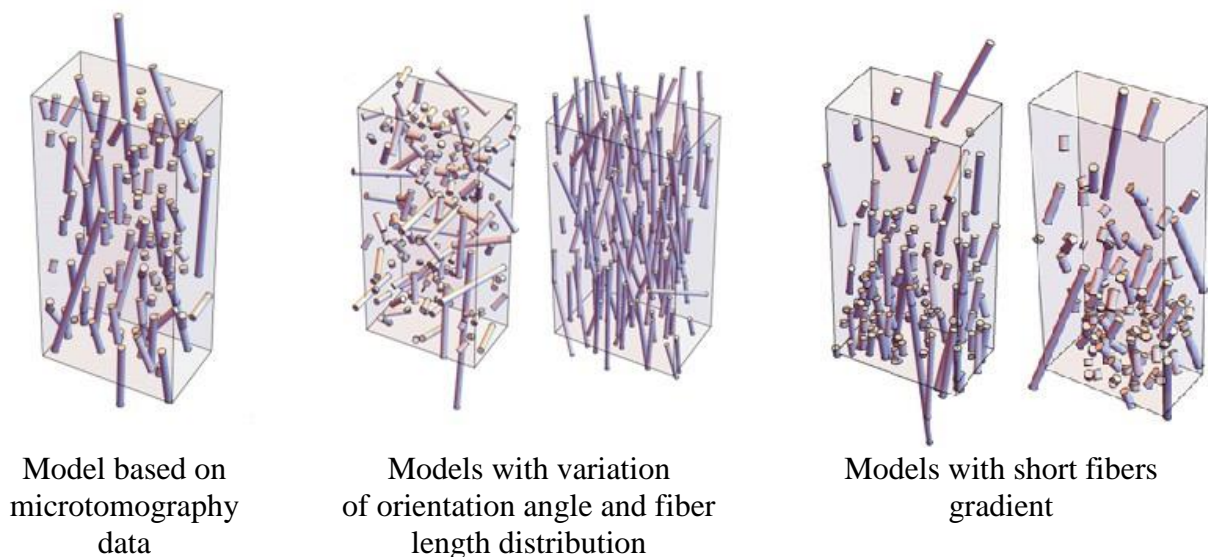 Model based on
microtomography
data
Models with variation
of orientation angle and fiber
length distribution
Models with short fibers
gradient